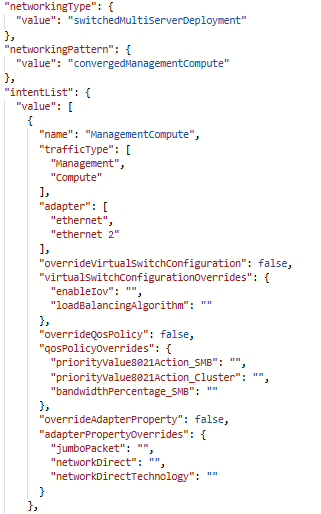 "networkingType": {
"value": "switchedMultiServerDeployment"
},
"networkingPattern": {
"value": "convergedManagementCompute"
},
"intentList": {
"value": [
{
"name": "ManagementCompute",
"trafficType": [
"Management",
"Compute"
],
"adapter": [
"ethernet",
"ethernet 2"
],
"overrideVirtualSwitchConfiguration": false,
"virtualSwitchConfigurationOverrides": {
"enableIov": "",
"loadBalancingAlgorithm": ""
},
"overrideQosPolicy": false,
"qosPolicyOverrides": {
"priorityValue8021Action_SMB": "",
"priorityValue8021Action_Cluster": "",
"bandwidthPercentage_SMB": ""
},
"overrideAdapterProperty": false,
"adapterPropertyOverrides": {
"jumboPacket": "",
"networkDirect": "",
"networkDirectTechnology": ""
}
},